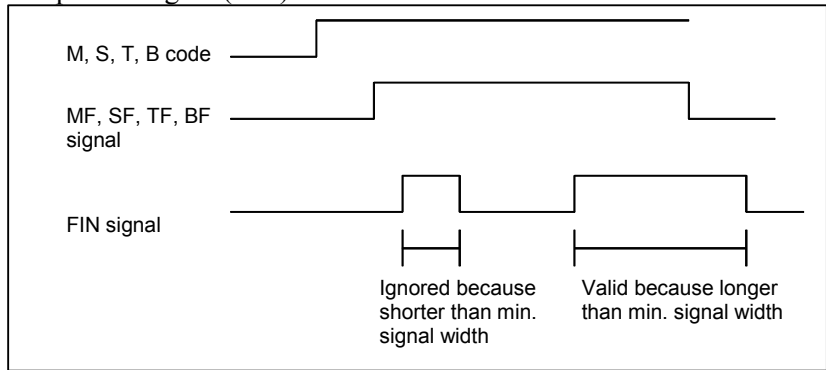 M, S, T, B code
MF, SF, TF, BF
signal
FIN signal
Ignored because
shorter than min.
signal width
Valid because longer
than min. signal width